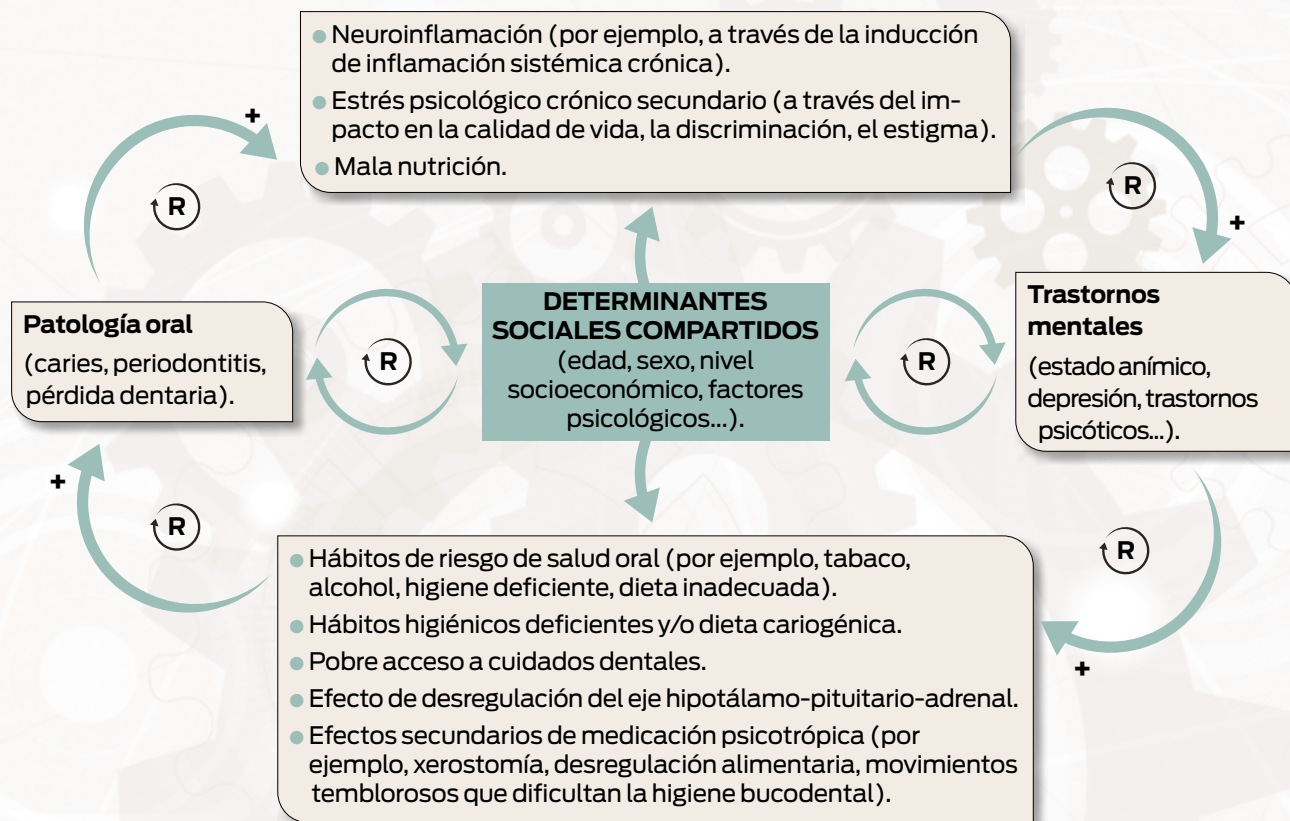 ● Neuroinflamación (por ejemplo, a través de la inducción
de inflamación sistémica crónica).
● Estrés psicológico crónico secundario (a través del im-
pacto en la calidad de vida, la discriminación, el estigma).
● Mala nutrición.
+
R
R
+
Patología oral
(caries, periodontitis,
pérdida dentaria).
R
DETERMINANTES
SOCIALES COMPARTIDOS
(edad, sexo, nivel
socioeconómico, factores
psicológicos...).
R
Trastornos
mentales
(estado anímico,
depresión, trastornos
psicóticos...).
+
R
R
+
● Hábitos de riesgo de salud oral (por ejemplo, tabaco,
alcohol, higiene deficiente, dieta inadecuada).
● Hábitos higiénicos deficientes y/o dieta cariogénica.
● Pobre acceso a cuidados dentales.
● Efecto de desregulación del eje hipotálamo-pituitario-adrenal.
● Efectos secundarios de medicación psicotrópica (por
ejemplo, xerostomía, desregulación alimentaria, movimientos
temblorosos que dificultan la higiene bucodental).